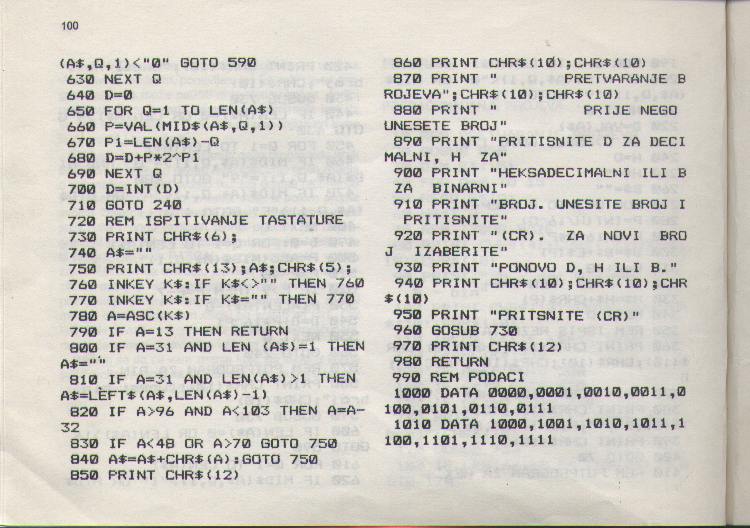 100
(A$,Q,1)<"0" GOTO 590
630 NEXT Q
640 D=0
650 FOR Q=1 TO LEN(A$)
660 P=VAL(MID$(A$,Q,1))
670 P1=LEN(A$)-Q
680 D=D+P*2^P1
690 NEXT Q
700 D=INT(D)
710 GOTO 240
720 REM ISPITIVANJE TASTATURE
730 PRINT CHR$(6);
740 A$=""
750 PRINT CHR$(13);A$;CHR$(5);
760 INKEY K$:IF K$<>"" THEN 760
770 INKEY K$:IF K$="" THEN 770
780 A=ASC(K$)
790 IF A=13 THEN RETURN
800 IF A=31 AND LEN (A$)=1 THEN
A$=""
810 IF A=31 AND LEN(A$)>1 THEN
A$=LEFT$(A$,LEN(A$)-1)
820 IF A>96 AND A<103 THEN A=A-
32
830 IF A<48 OR A>70 GOTO 750
840 A$=A$+CHR$(A):GOTO 750
850 PRINT CHR$(12)
860 PRINT CHR$(10);CHR$(10)
870 PRINT "      PRETVARANJE B
ROJEVA";CHR$(10);CHR$(10)
880 PRINT "        PRIJE NEGO
UNESETE BROJ"
890 PRINT "PRITISNITE D ZA DECI
MALNI, H  ZA"
900 PRINT "HEKSADECIMALNI ILI B
ZA  BINARNI"
910 PRINT "BROJ. UNESITE BROJ I
PRITISNITE"
920 PRINT "(CR).  ZA NOVI  BRO
J  IZABERITE"
930 PRINT "PONOVO D, H ILI B."
940 PRINT CHR$(10);CHR$(10);CHR
$(10)
950 PRINT "PRITSNITE (CR)"
960 GOSUB 730
970 PRINT CHR$(12)
980 RETURN
990 REM PODACI
1000 DATA 0000,0001,0010,0011,0
100,0101,0110,0111
1010 DATA 1000,1001,1010,1011,1
100,1101,1110,1111